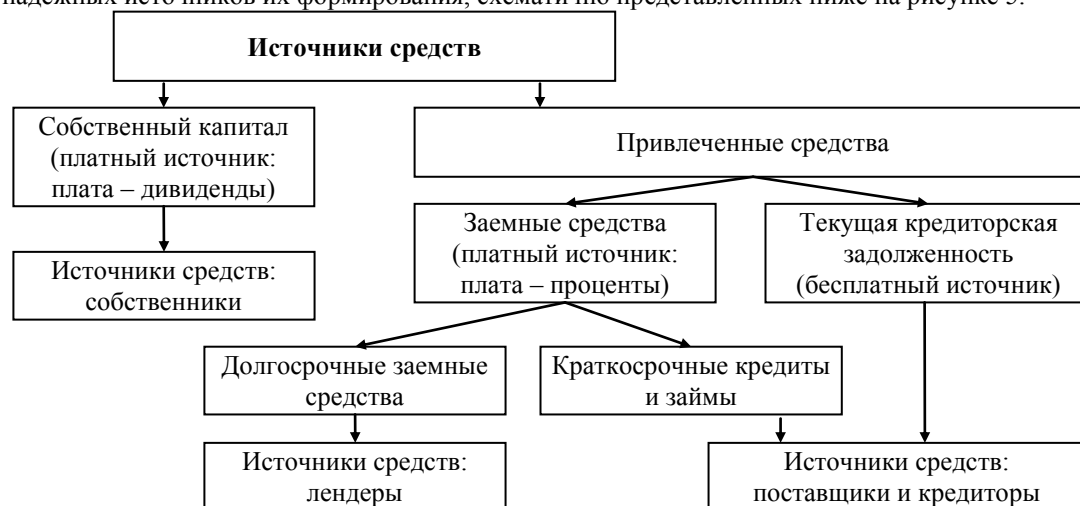 надежных источников их формирования, схематично представленных ниже на рисунке 3.
Источники средств
Собственный капитал
(платный источник:
плата – дивиденды)
Привлеченные средства
Заемные средства
(платный источник:
плата – проценты)
Текущая кредиторская
задолженность
(бесплатный источник)
Источники средств:
собственники
Долгосрочные заемные
средства
Краткосрочные кредиты
и займы
Источники средств:
лендеры
Источники средств:
поставщики и кредиторы